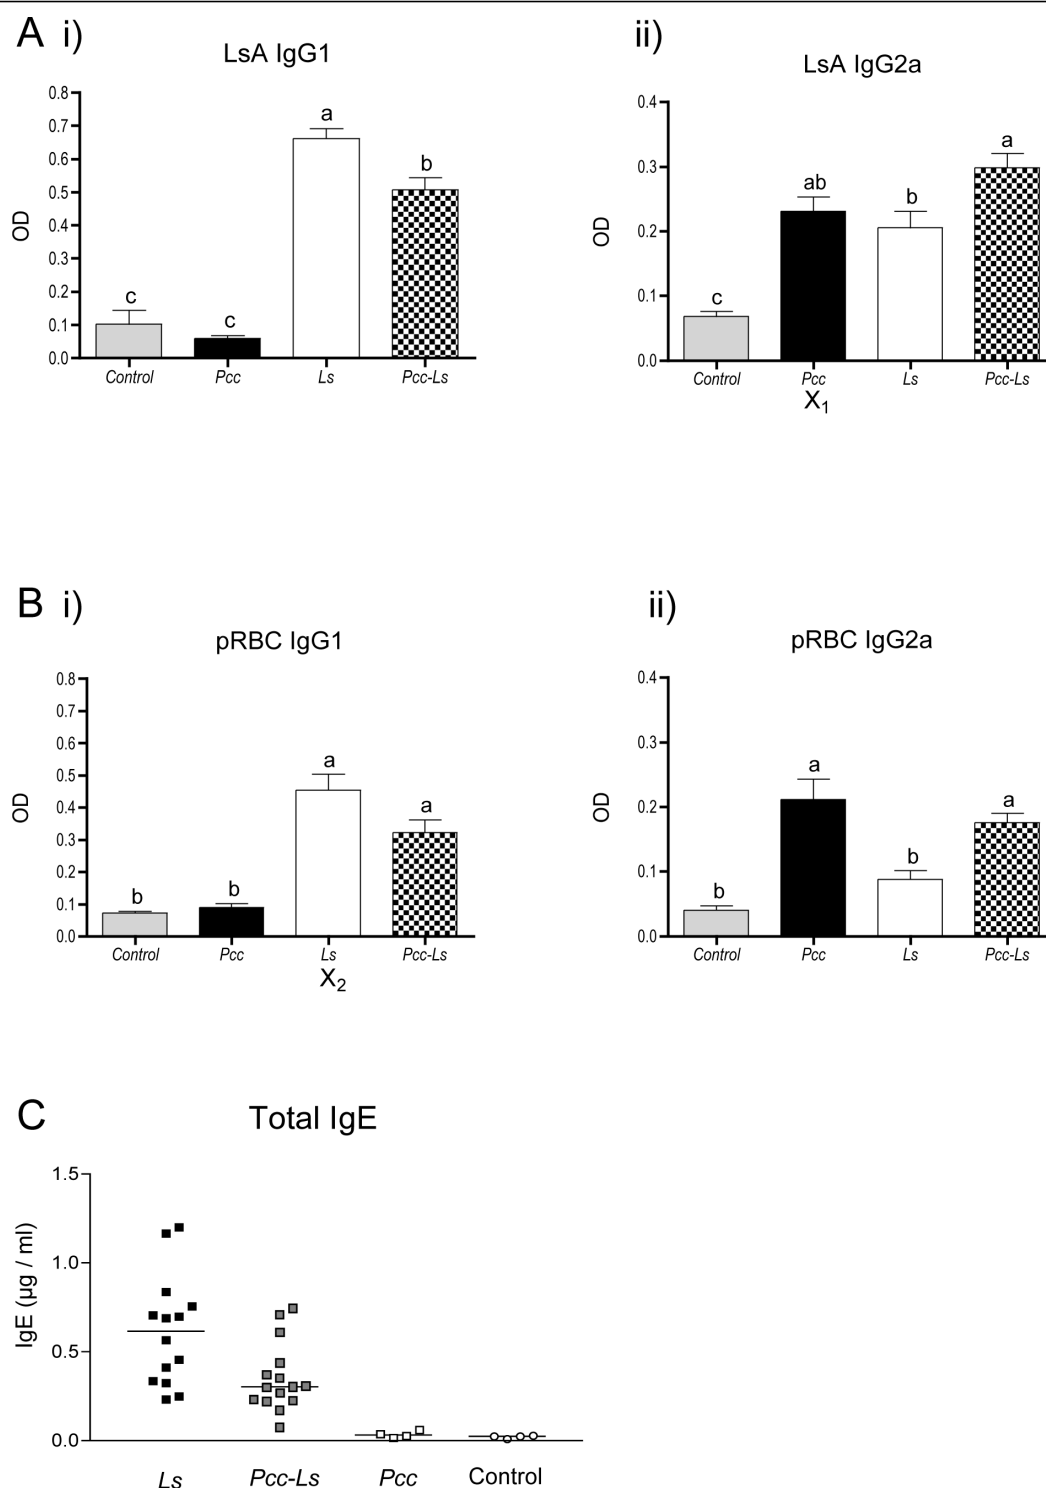 A i)
LsA IgG1
0.8
0.7
0.6
0.5
0.4
0.3
0.2
0.1
0.0
OD
c
c
a
b
Control Pcc Ls Pcc-Ls
ii)
LsA IgG2a
0.4
0.3
0.2
0.1
0.0
OD
c
ab
b
a
Control Pcc Ls Pcc-Ls
X1
B i)
pRBC IgG1
0.8
0.7
0.6
0.5
0.4
0.3
0.2
0.1
0.0
OD
b
b
a
a
Control Pcc Ls Pcc-Ls
X2
ii)
pRBC IgG2a
0.4
0.3
0.2
0.1
0.0
OD
b
a
b
a
Control Pcc Ls Pcc-Ls
C
Total IgE
1.5
1.0
0.5
0.0
IgE (µg / ml)
Ls Pcc-Ls Pcc Control